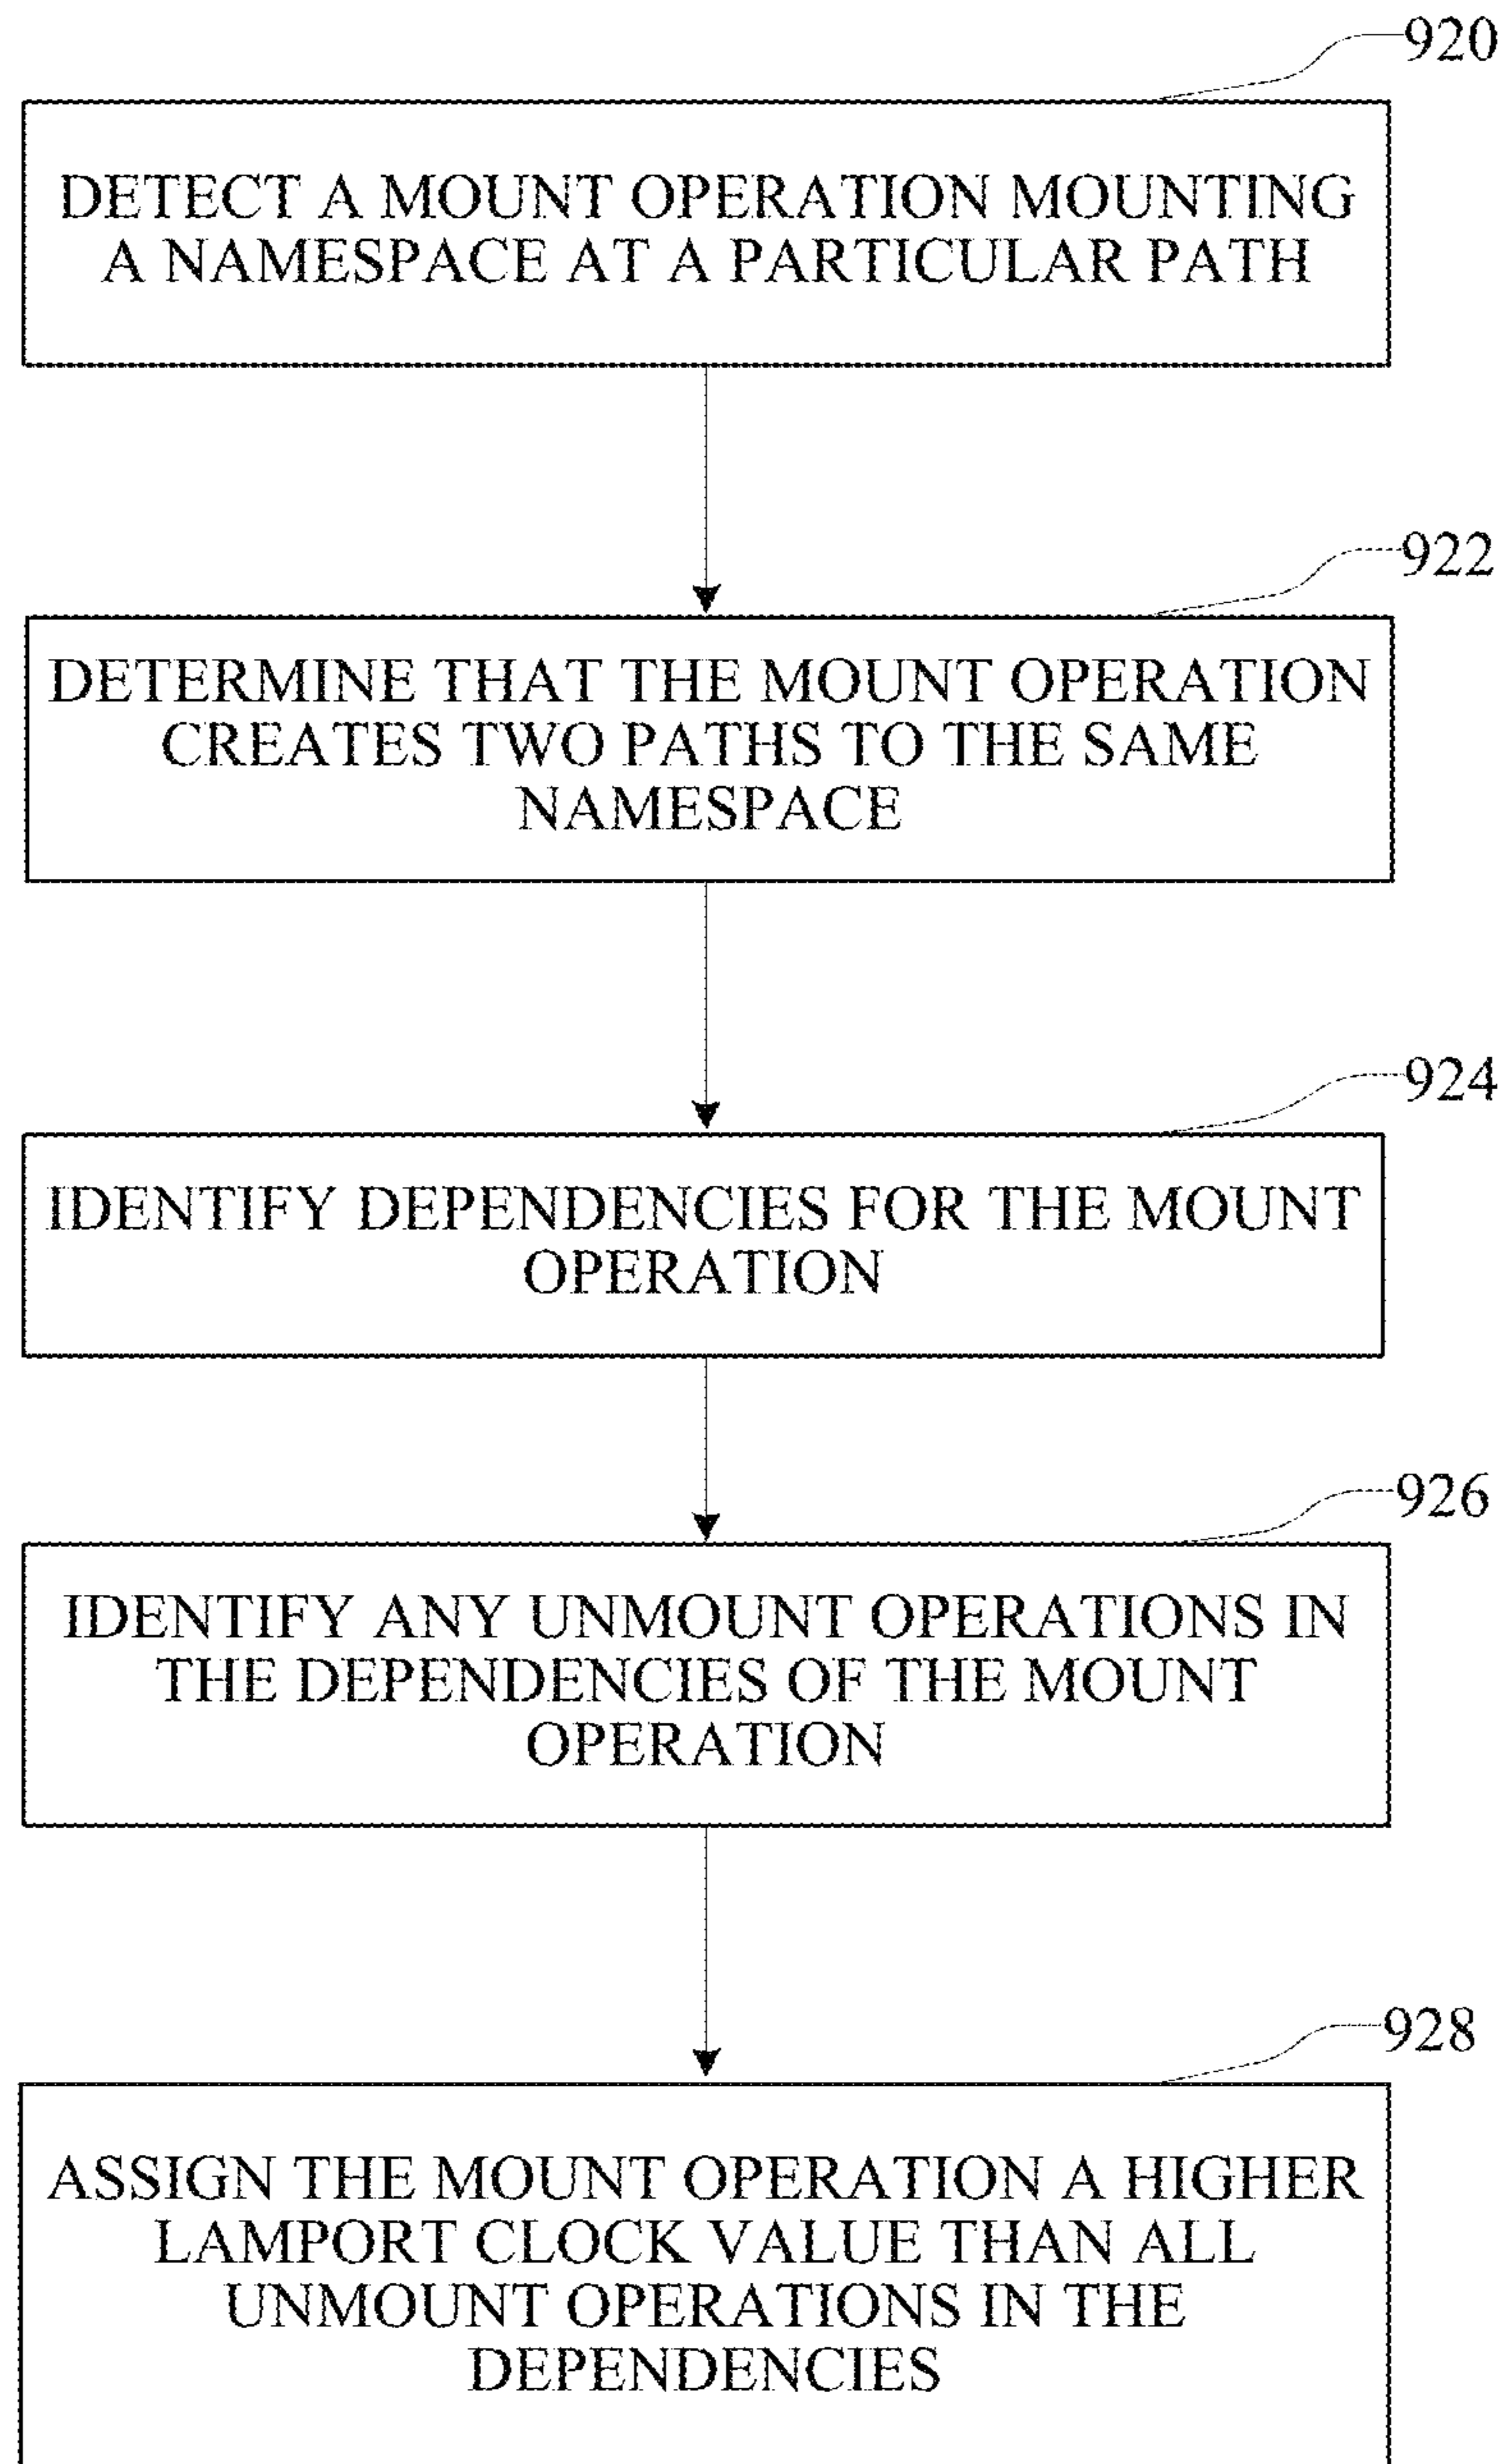 920
DETECT A MOUNT OPERATION MOUNTING
A NAMESPACE AT A PARTICULAR PATH
922
DETERMINE THAT THE MOUNT OPERATION
CREATES TWO PATHS TO THE SAME
NAMESPACE
924
IDENTIFY DEPENDENCIES FOR THE MOUNT
OPERATION
926
IDENTIFY ANY UNMOUNT OPERATIONS IN
THE DEPENDENCIES OF THE MOUNT
OPERATION
928
ASSIGN THE MOUNT OPERATION A HIGHER
LAMPORT CLOCK VALUE THAN ALL
UNMOUNT OPERATIONS IN THE
DEPENDENCIES